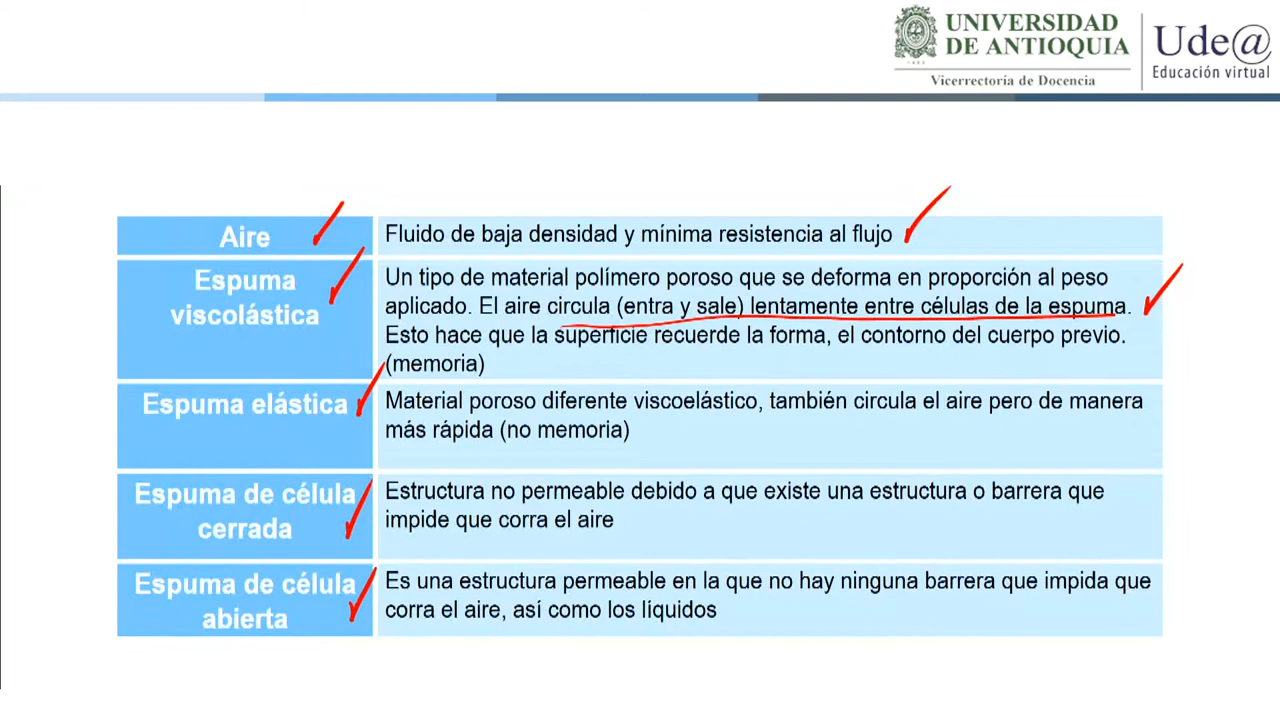 UNIVERSIDAD
DE ANTIOQUIA
1803
Vicerrectoría de Docencia
Ude@
Educación virtual
Aire
Fluido de baja densidad y mínima resistencia al flujo
Espuma
viscolástica
Un tipo de material polímero poroso que se deforma en proporción al peso
aplicado. El aire circula (entra y sale) lentamente entre células de la espuma.
Esto hace que la superficie recuerde la forma, el contorno del cuerpo previo.
(memoria)
Espuma elástica
Material poroso diferente viscoelástico, también circula el aire pero de manera
más rápida (no memoria)
Espuma de célula
cerrada
Estructura no permeable debido a que existe una estructura o barrera que
impide que corra el aire
Espuma de célula
abierta
Es una estructura permeable en la que no hay ninguna barrera que impida que
corra el aire, así como los líquidos